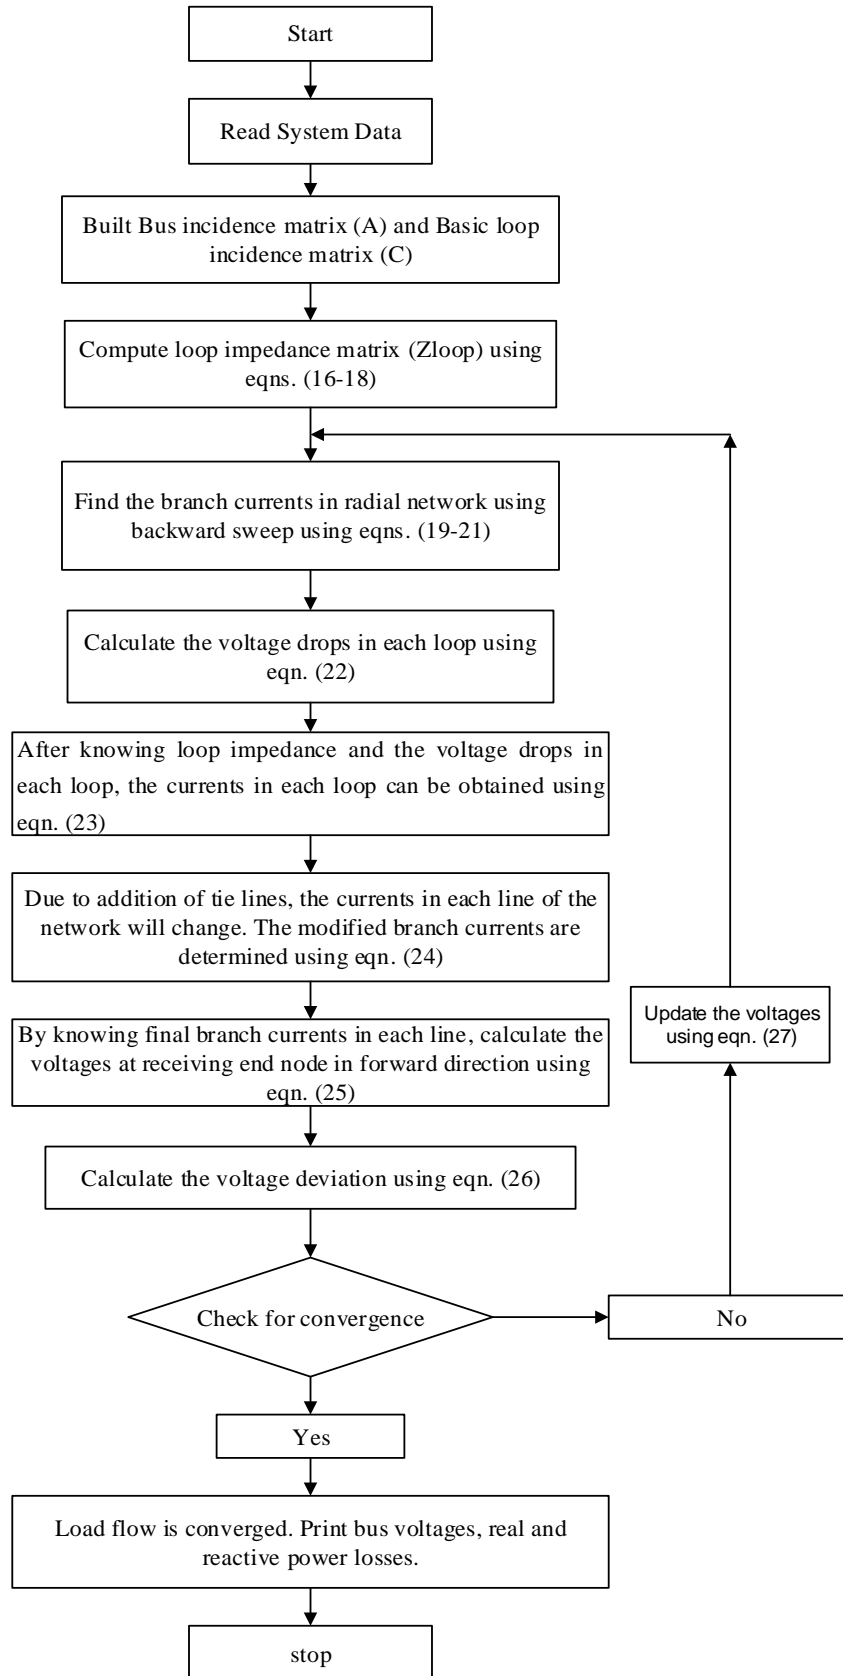 Start
Read System Data
Built Bus incidence matrix (A) and Basic loop
incidence matrix (C)
Compute loop impedance matrix (Zloop) using
eqns. (16-18)
Find the branch currents in radial network using
backward sweep using eqns. (19-21)
Calculate the voltage drops in each loop using
eqn. (22)
After knowing loop impedance and the voltage drops in
each loop, the currents in each loop can be obtained using
eqn. (23)
Due to addition of tie lines, the currents in each line of the
network will change. The modified branch currents are
determined using eqn. (24)
Update the voltages
using eqn. (27)
By knowing final branch currents in each line, calculate the
voltages at receiving end node in forward direction using
eqn. (25)
Calculate the voltage deviation using eqn. (26)
Check for convergence
No
Yes
Load flow is converged. Print bus voltages, real and
reactive power losses.
stop